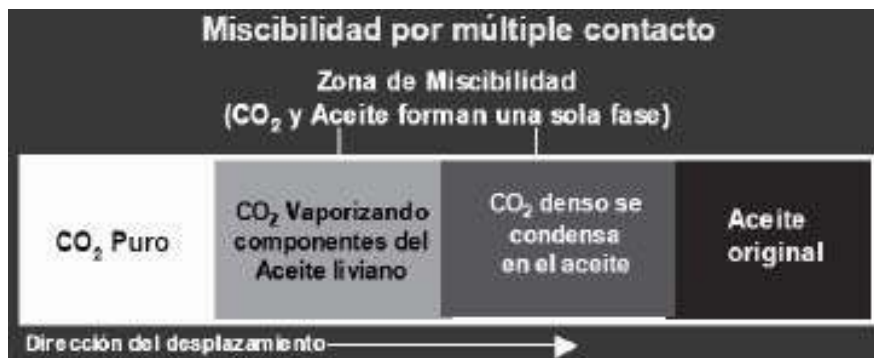 Miscibilidad por múltiple contacto
Zona de Miscibilidad
(CO₂ y Aceite forman una sola fase)
CO₂ Puro
CO₂ Vaporizando
componentes del
Aceite liviano
CO₂ denso se
condensa
en el aceite
Aceite
original
Dirección del desplazamiento